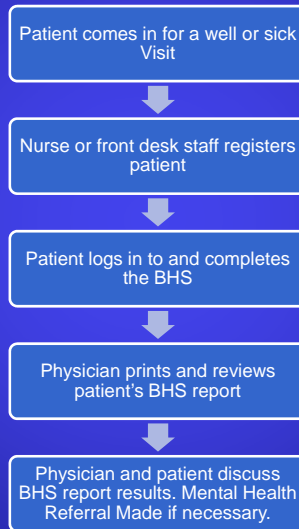 Patient comes in for a well or sick
Visit
Nurse or front desk staff registers
patient
Patient logs in to and completes
the BHS
Physician prints and reviews
patient's BHS report
Physician and patient discuss
BHS report results. Mental Health
Referral Made if necessary.